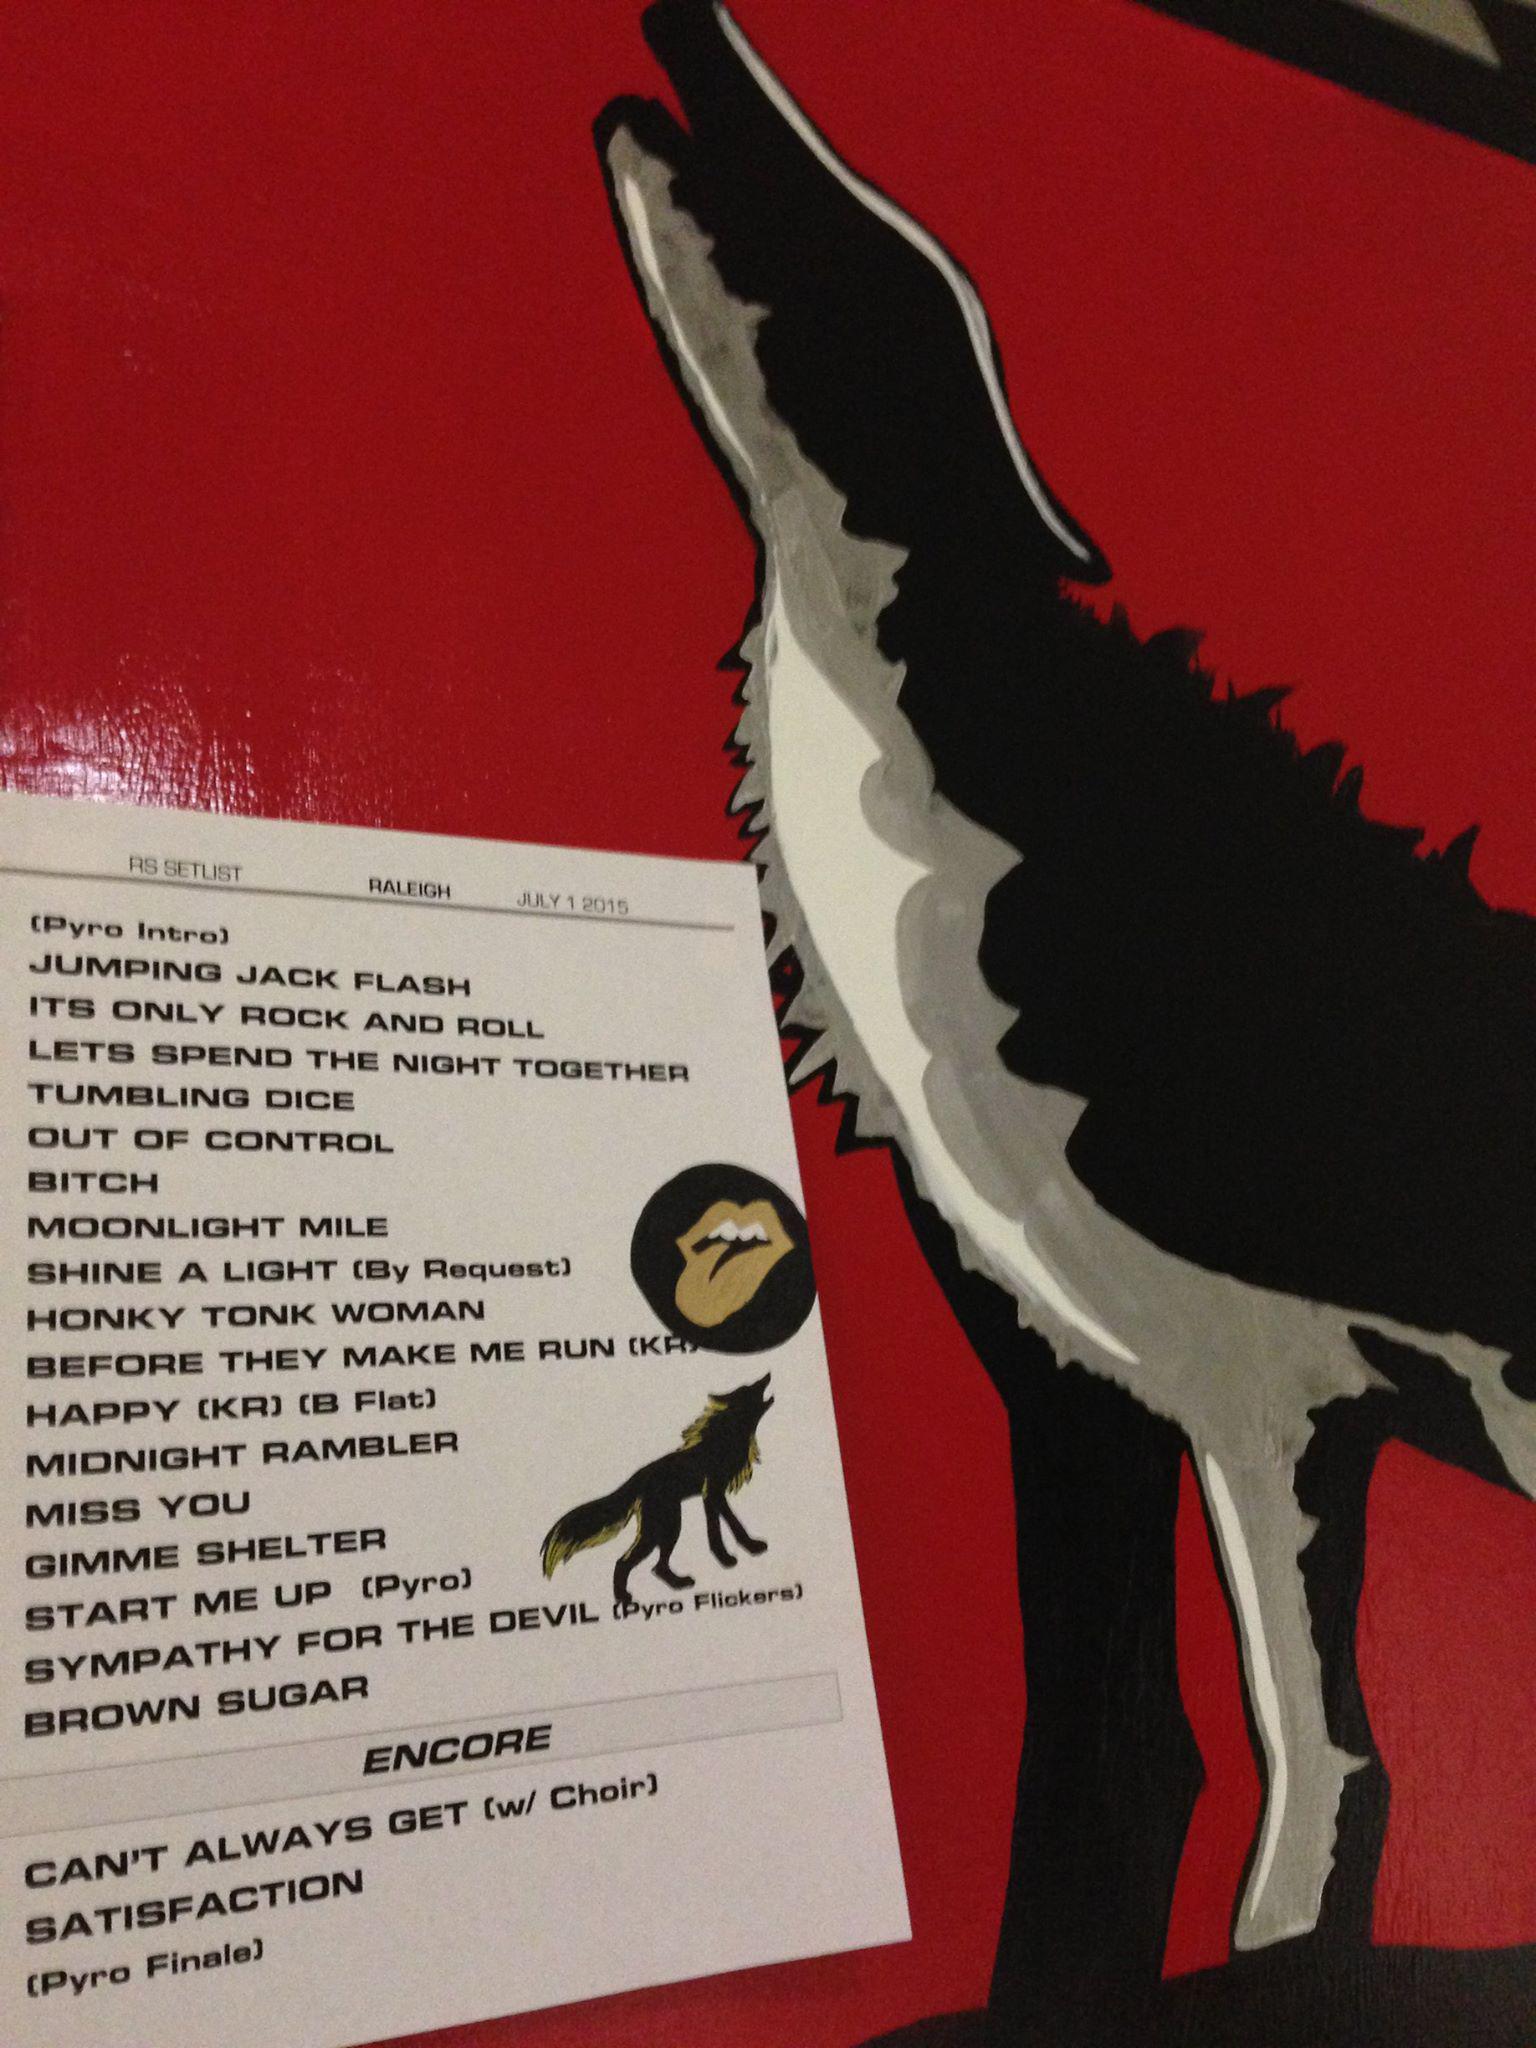 RS SETLIST RALEIGH JULY 1 2015
(Pyro Intro)
JUMPING JACK FLASH
ITS ONLY ROCK AND ROLL
LETS SPEND THE NIGHT TOGETHER
TUMBLING DICE
OUT OF CONTROL
BITCH
MOONLIGHT MILE
SHINE A LIGHT (By Request)
HONKY TONK WOMAN
BEFORE THEY MAKE ME RUN (KR)
HAPPY (KR) (B Flat)
MIDNIGHT RAMBLER
MISS YOU
GIMME SHELTER
START ME UP (Pyro)
SYMPATHY FOR THE DEVIL (Pyro Flickers)
BROWN SUGAR
ENCORE
CAN'T ALWAYS GET (w/ Choir)
SATISFACTION
(Pyro Finale)